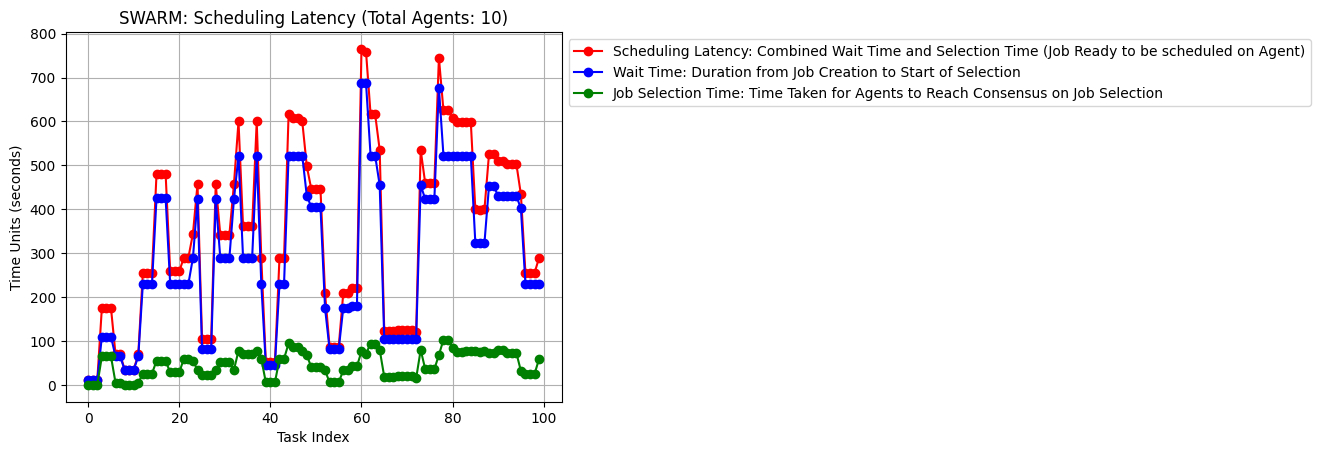 SWARM: Scheduling Latency (Total Agents: 10)
800
700
600
500
400
300
200
100
0
Time Units (seconds)
0 20 40 60 80 100
Task Index
Scheduling Latency: Combined Wait Time and Selection Time (Job Ready to be scheduled on Agent)
Wait Time: Duration from Job Creation to Start of Selection
Job Selection Time: Time Taken for Agents to Reach Consensus on Job Selection